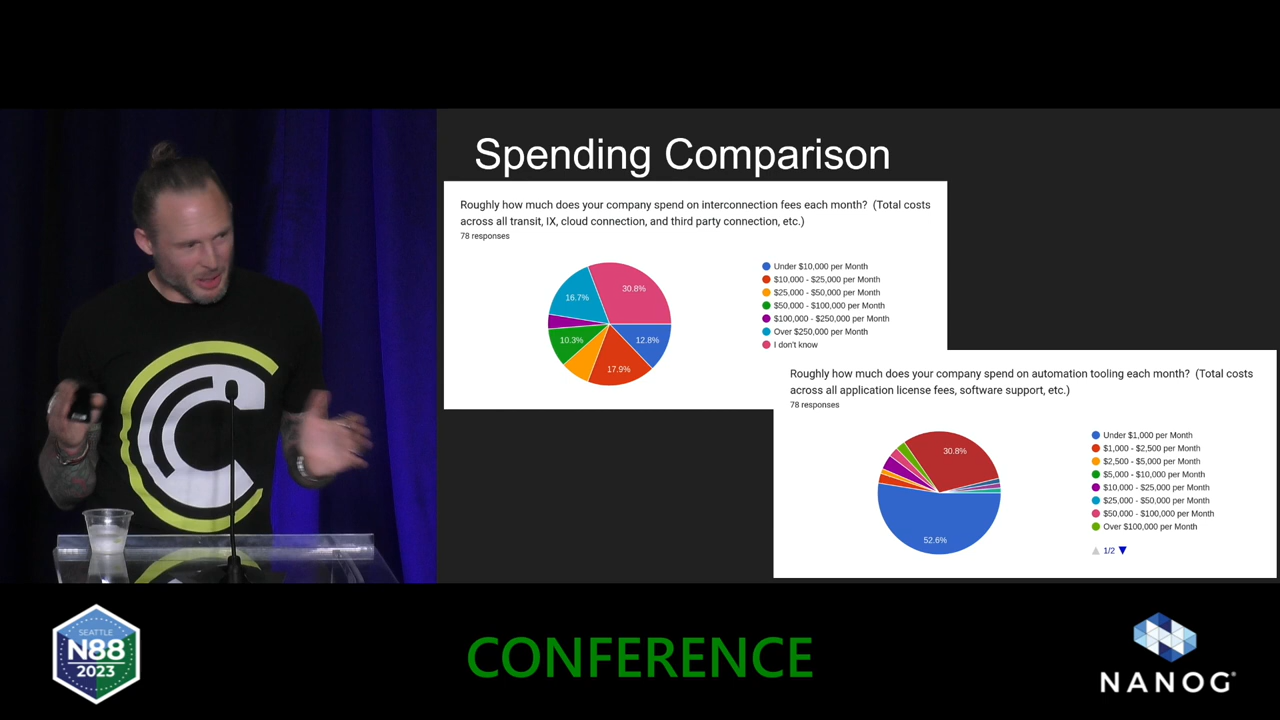 Spending Comparison
Roughly how much does your company spend on interconnection fees each month? (Total costs
across all transit, IX, cloud connection, and third party connection, etc.)
78 responses
30.8%
16.7%
10.3%
12.8%
17.9%
Under $10,000 per Month
$10,000 - $25,000 per Month
$25,000 - $50,000 per Month
$50,000 - $100,000 per Month
$100,000 - $250,000 per Month
Over $250,000 per Month
I don't know
Roughly how much does your company spend on automation tooling each month? (Total costs
across all application license fees, software support, etc.)
78 responses
30.8%
52.6%
Under $1,000 per Month
$1,000 - $2,500 per Month
$2,500 - $5,000 per Month
$5,000 - $10,000 per Month
$10,000 - $25,000 per Month
$25,000 - $50,000 per Month
$50,000 - $100,000 per Month
Over $100,000 per Month
1/2
SEATTLE
N88
2023
CONFERENCE
NANOG®